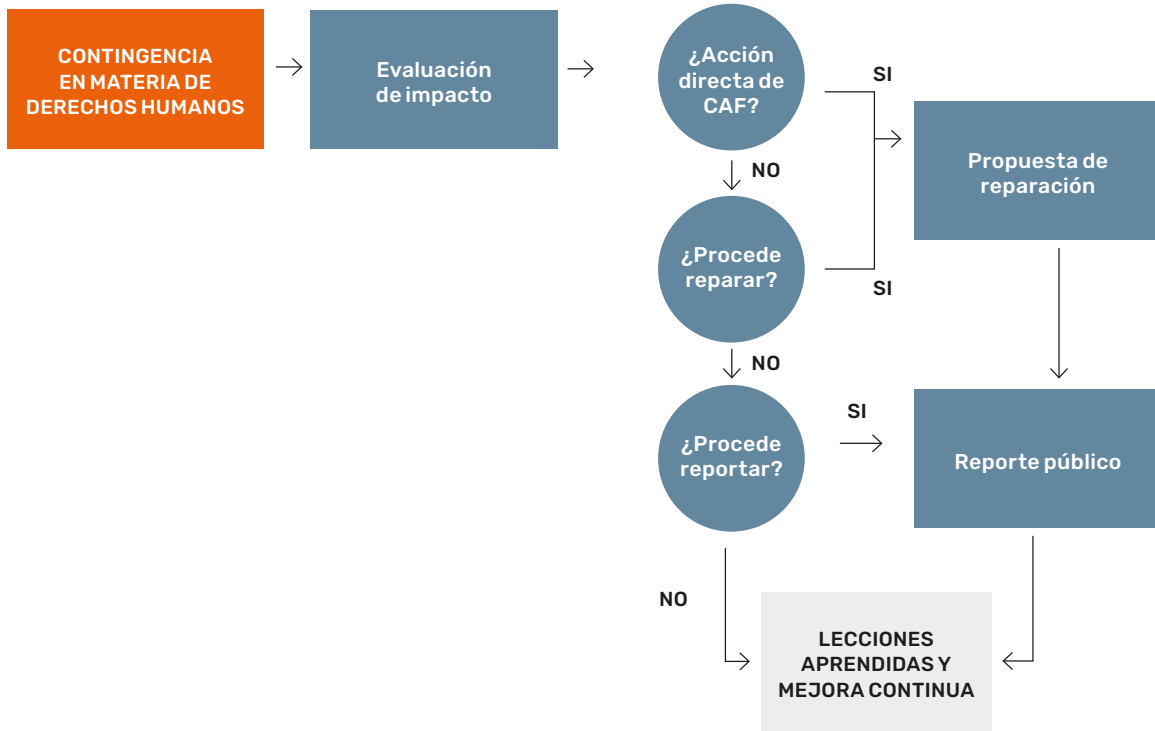 CONTINGENCIA
EN MATERIA DE
DERECHOS HUMANOS
Evaluación
de impacto
¿Acción
directa de
CAF?
SI
NO
Propuesta de
reparación
¿Procede
reparar?
SI
NO
¿Procede
reportar?
SI
Reporte público
NO
LECCIONES
APRENDIDAS Y
MEJORA CONTINUA